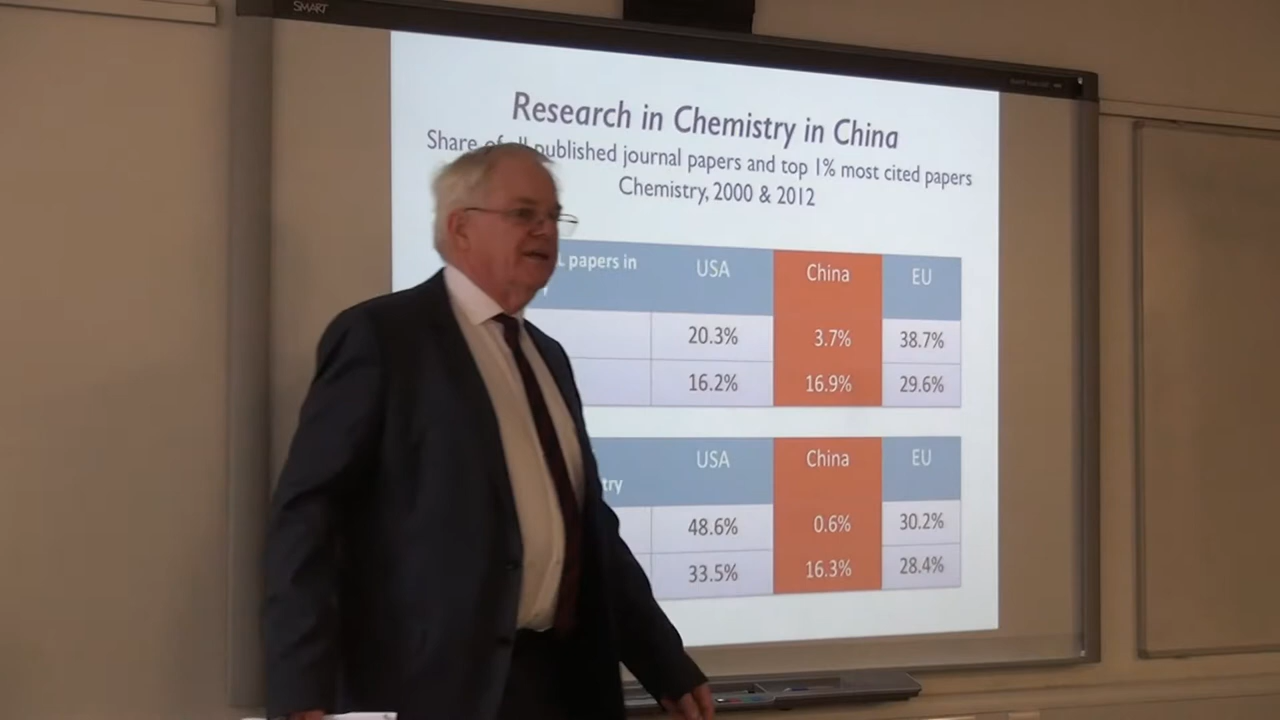 SMART
Research in Chemistry in China
Share of all published journal papers and top 1% most cited papers
Chemistry, 2000 & 2012
papers in USA China EU
20.3% 3.7% 38.7%
16.2% 16.9% 29.6%
USA China EU
try
48.6% 0.6% 30.2%
33.5% 16.3% 28.4%